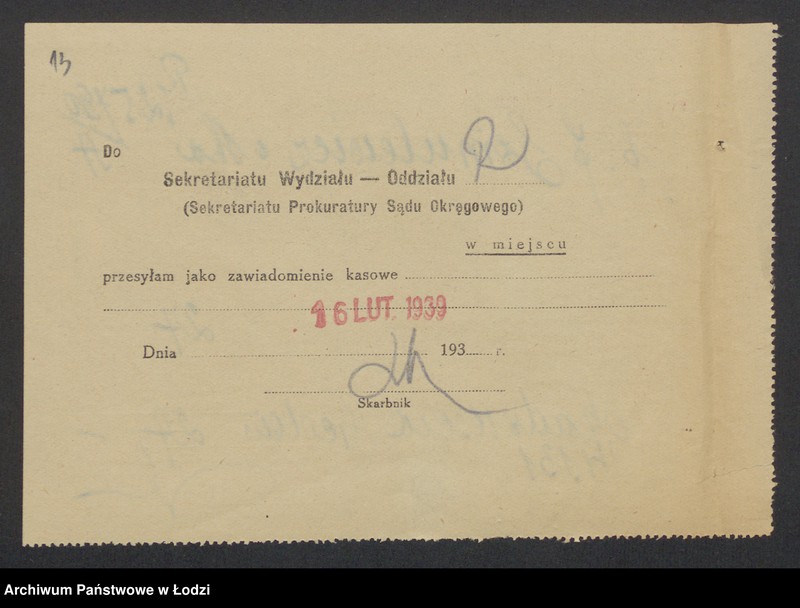 13
Do
Sekretariatu Wydziału — Oddziału R
(Sekretariatu Prokuratury Sądu Okręgowego)
w miejscu
przesyłam jako zawiadomienie kasowe
16 LUT. 1939
Dnia 193 r.
Skarbnik
Archiwum Państwowe w Łodzi